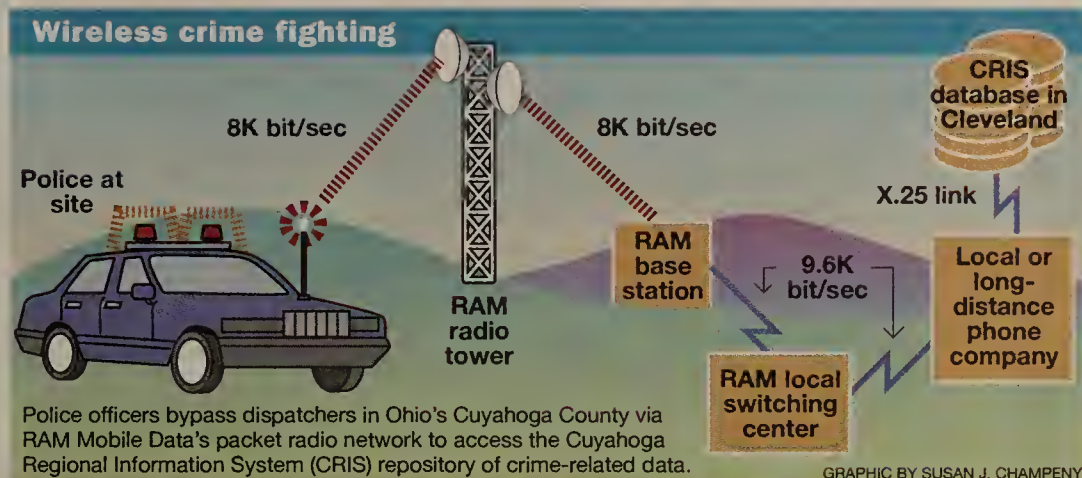 Wireless crime fighting
8K bit/sec
8K bit/sec
Police at
site
RAM
radio
tower
RAM
base
station
9.6K
bit/sec
RAM local
switching
center
Local or
long-
distance
phone
company
X.25 link
CRIS
database in
Cleveland
Police officers bypass dispatchers in Ohio's Cuyahoga County via
RAM Mobile Data's packet radio network to access the Cuyahoga
Regional Information System (CRIS) repository of crime-related data.
GRAPHIC BY SUSAN J. CHAMPENY